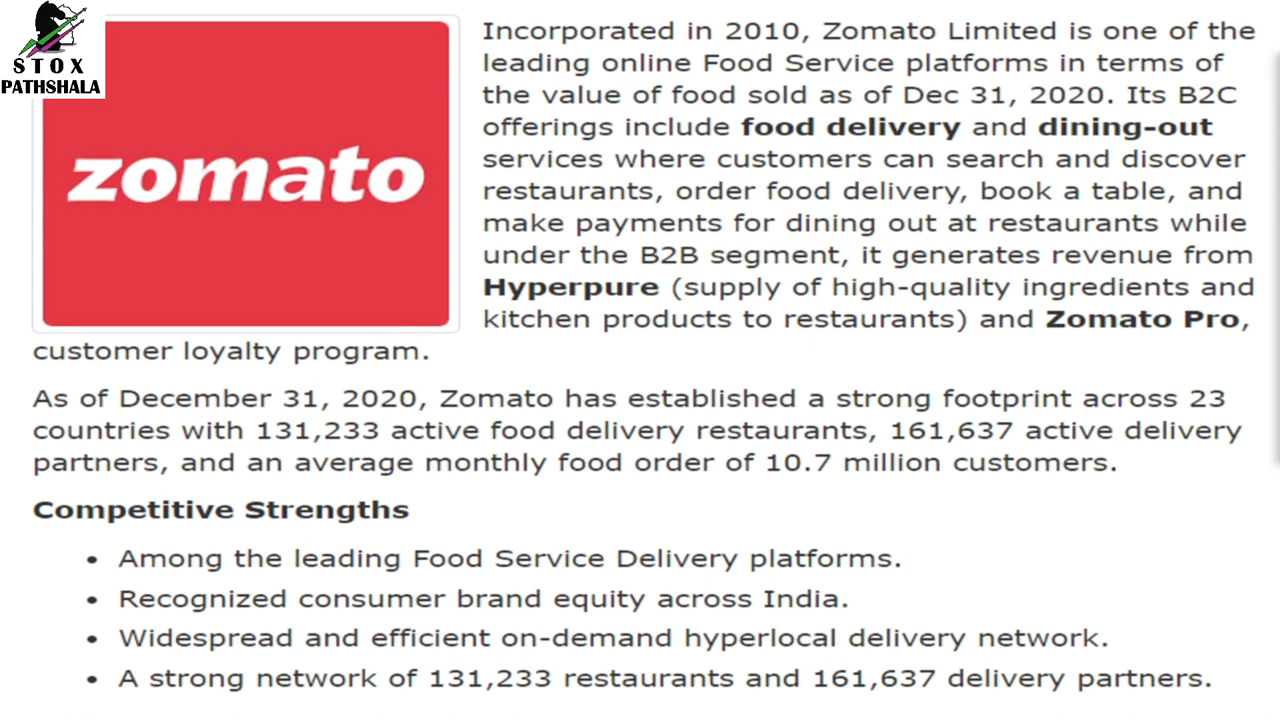 STOX
PATHSHALA
zomato
Incorporated in 2010, Zomato Limited is one of the
leading online Food Service platforms in terms of
the value of food sold as of Dec 31, 2020. Its B2C
offerings include food delivery and dining-out
services where customers can search and discover
restaurants, order food delivery, book a table, and
make payments for dining out at restaurants while
under the B2B segment, it generates revenue from
Hyperpure (supply of high-quality ingredients and
kitchen products to restaurants) and Zomato Pro,
customer loyalty program.
As of December 31, 2020, Zomato has established a strong footprint across 23
countries with 131,233 active food delivery restaurants, 161,637 active delivery
partners, and an average monthly food order of 10.7 million customers.
Competitive Strengths
• Among the leading Food Service Delivery platforms.
• Recognized consumer brand equity across India.
• Widespread and efficient on-demand hyperlocal delivery network.
• A strong network of 131,233 restaurants and 161,637 delivery partners.